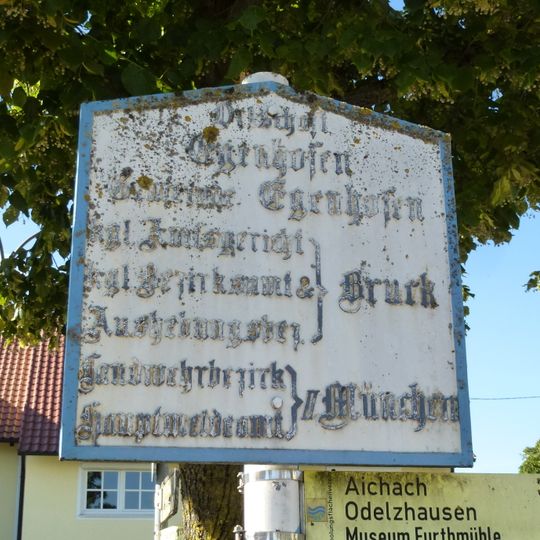 Ortschaft
Egenhofen
Gemeinde Egenhofen
kgl. Amtsgericht
kgl. Bezirksamt &
Aushebungsbez.
Bruck
Landwehrbezirk
Hauptmeldeamt
II München
Aichach
Odelzhausen
Museum Furthmühle